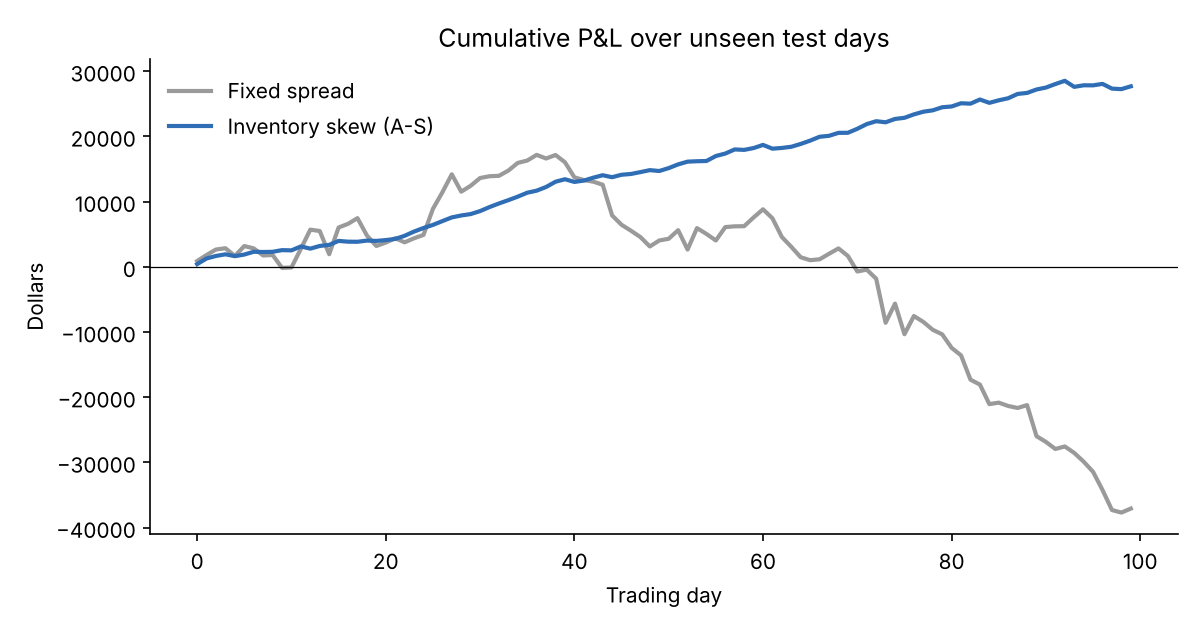 Cumulative P&L over unseen test days
Fixed spread
Inventory skew (A-S)
30000
20000
10000
0
−10000
−20000
−30000
−40000
Dollars
0 20 40 60 80 100
Trading day